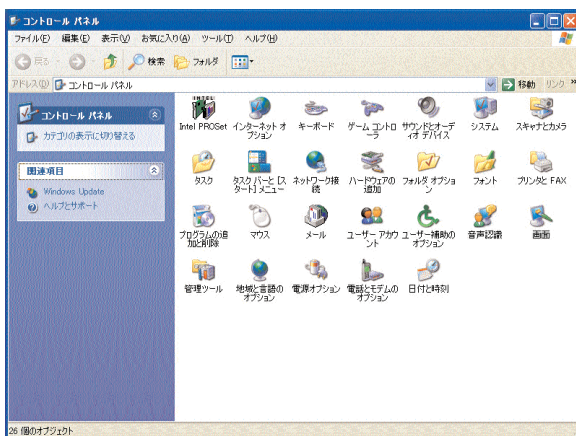 コントロール パネル
ファイル(F) 編集(E) 表示(V) お気に入り(A) ツール(T) ヘルプ(H)
戻る 検索 フォルダ
アドレス(D) コントロール パネル 移動 リンク »
コントロール パネル
カテゴリの表示に切り替える
関連項目
Windows Update
ヘルプとサポート
Intel PROSet
インターネット オ
プション
キーボード
ゲーム コントロ
ーラ
サウンドとオーデ
ィオ デバイス
システム
スキャナとカメラ
タスク
タスク バーと [ス
タート] メニュー
ネットワーク接
続
ハードウェアの
追加
フォルダ オプショ
ン
フォント
プリンタと FAX
プログラムの追
加と削除
マウス
メール
ユーザー アカウ
ント
ユーザー補助の
オプション
音声認識
画面
管理ツール
地域と言語の
オプション
電源オプション
電話とモデムの
オプション
日付と時刻
26 個のオブジェクト